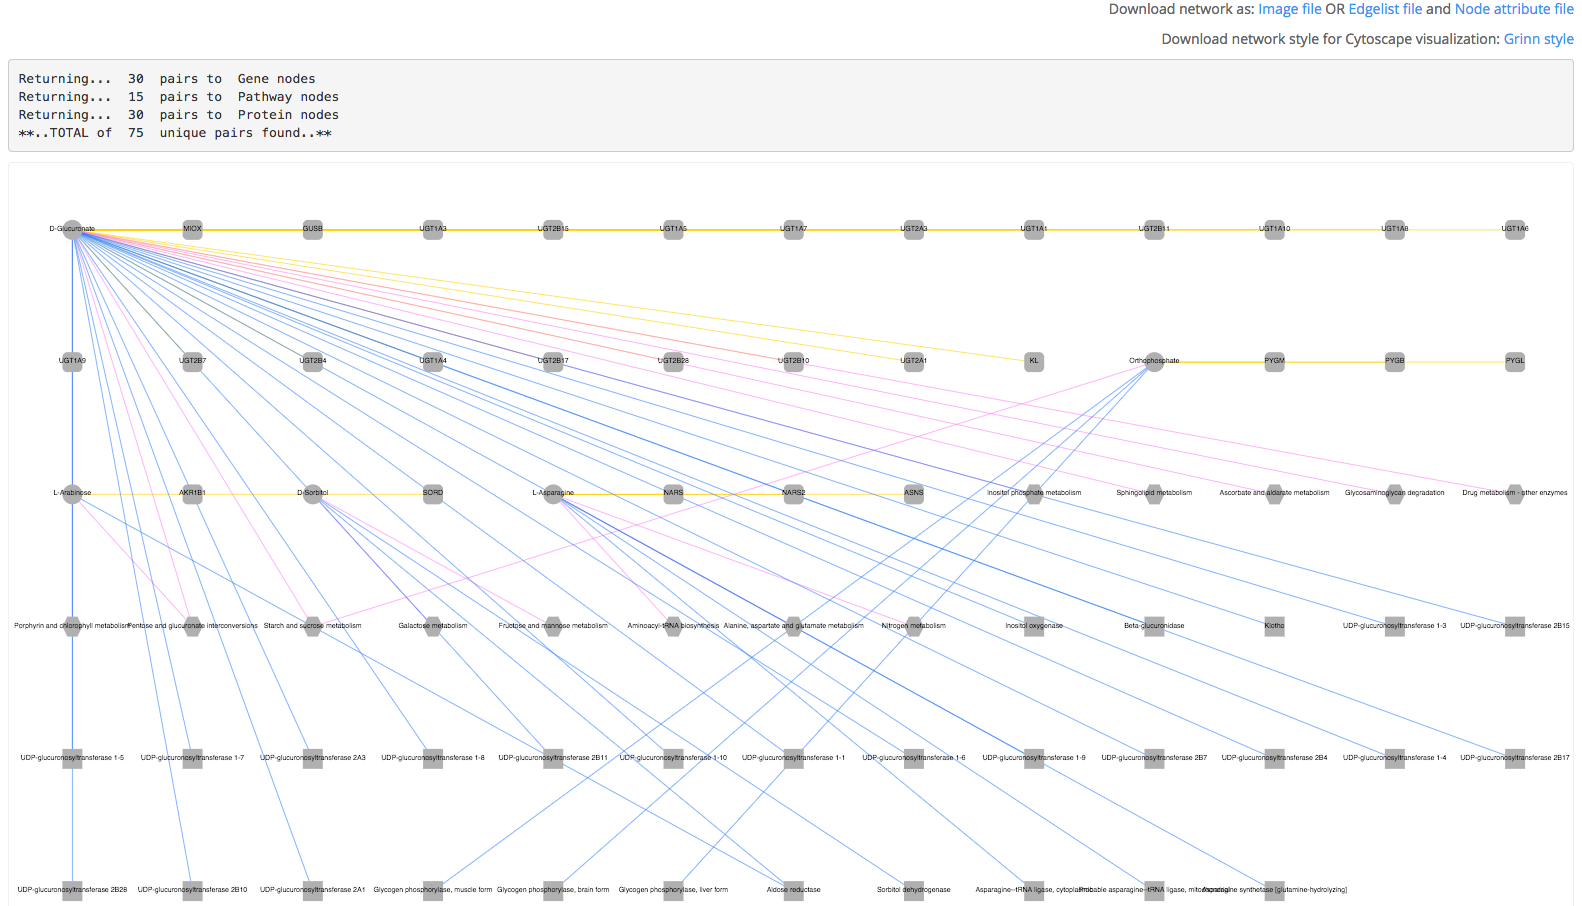 Download network as: Image file OR Edgelist file and Node attribute file
Download network style for Cytoscape visualization: Grinn style
Returning... 30 pairs to Gene nodes
Returning... 15 pairs to Pathway nodes
Returning... 30 pairs to Protein nodes
**..TOTAL of 75 unique pairs found..**
D-Glucuronate MIOX GUSB UGT1A3 UGT2B15 UGT1A5 UGT1A7 UGT2A3 UGT1A1 UGT2B11 UGT1A10 UGT1A8 UGT1A6
UGT1A9 UGT2B7 UGT2B4 UGT1A4 UGT2B17 UGT2B28 UGT2B10 UGT2A1 KL Orthophosphate PYGM PYGB PYGL
L-Arabinose AKR1B1 D-Sorbitol SORD L-Asparagine NARS NARS2 ASNS Inositol phosphate metabolism Sphingolipid metabolism Ascorbate and aldarate metabolism Glycosaminoglycan degradation Drug metabolism - other enzymes
Porphyrin and chlorophyll metabolism Pentose and glucuronate interconversions Starch and sucrose metabolism Galactose metabolism Fructose and mannose metabolism Aminoacyl-tRNA biosynthesis Alanine, aspartate and glutamate metabolism Nitrogen metabolism Inositol oxygenase Beta-glucuronidase Klotho UDP-glucuronosyltransferase 1-3 UDP-glucuronosyltransferase 2B15
UDP-glucuronosyltransferase 1-5 UDP-glucuronosyltransferase 1-7 UDP-glucuronosyltransferase 2A3 UDP-glucuronosyltransferase 1-8 UDP-glucuronosyltransferase 2B11 UDP-glucuronosyltransferase 1-10 UDP-glucuronosyltransferase 1-1 UDP-glucuronosyltransferase 1-6 UDP-glucuronosyltransferase 1-9 UDP-glucuronosyltransferase 2B7 UDP-glucuronosyltransferase 2B4 UDP-glucuronosyltransferase 1-4 UDP-glucuronosyltransferase 2B17
UDP-glucuronosyltransferase 2B28 UDP-glucuronosyltransferase 2B10 UDP-glucuronosyltransferase 2A1 Glycogen phosphorylase, muscle form Glycogen phosphorylase, brain form Glycogen phosphorylase, liver form Aldose reductase Sorbitol dehydrogenase Asparagine--tRNA ligase, cytoplasmic Probable asparagine--tRNA ligase, mitochondrial Asparagine synthetase [glutamine-hydrolyzing]